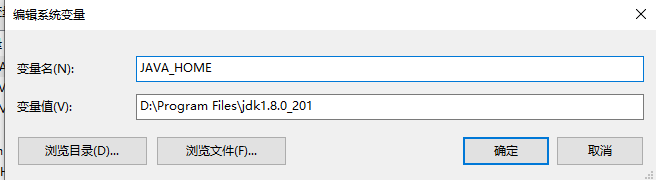 编辑系统变量
变量名(N):
JAVA_HOME
变量值(V):
D:\Program Files\jdk1.8.0_201
浏览目录(D)...
浏览文件(F)...
确定
取消